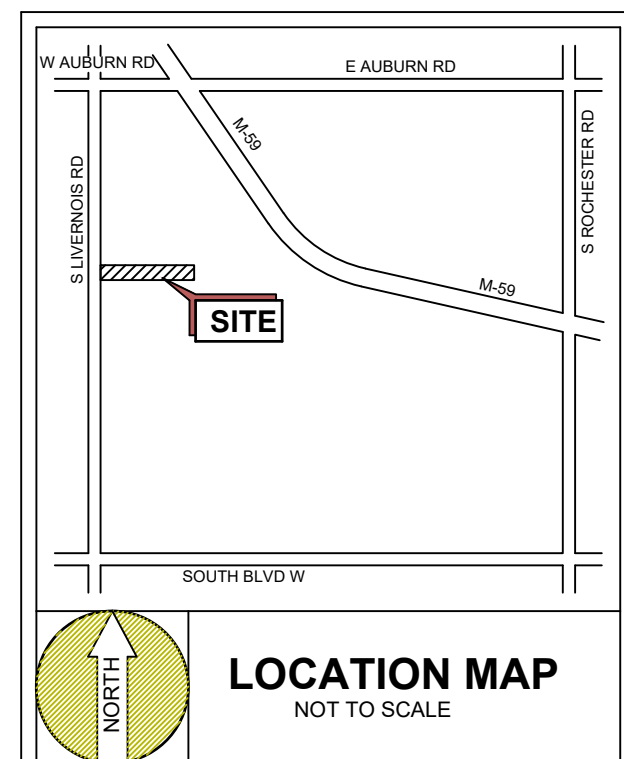 W AUBURN RD
E AUBURN RD
M-59
S LIVERNOIS RD
S ROCHESTER RD
M-59
SITE
SOUTH BLVD W
NORTH
LOCATION MAP
NOT TO SCALE